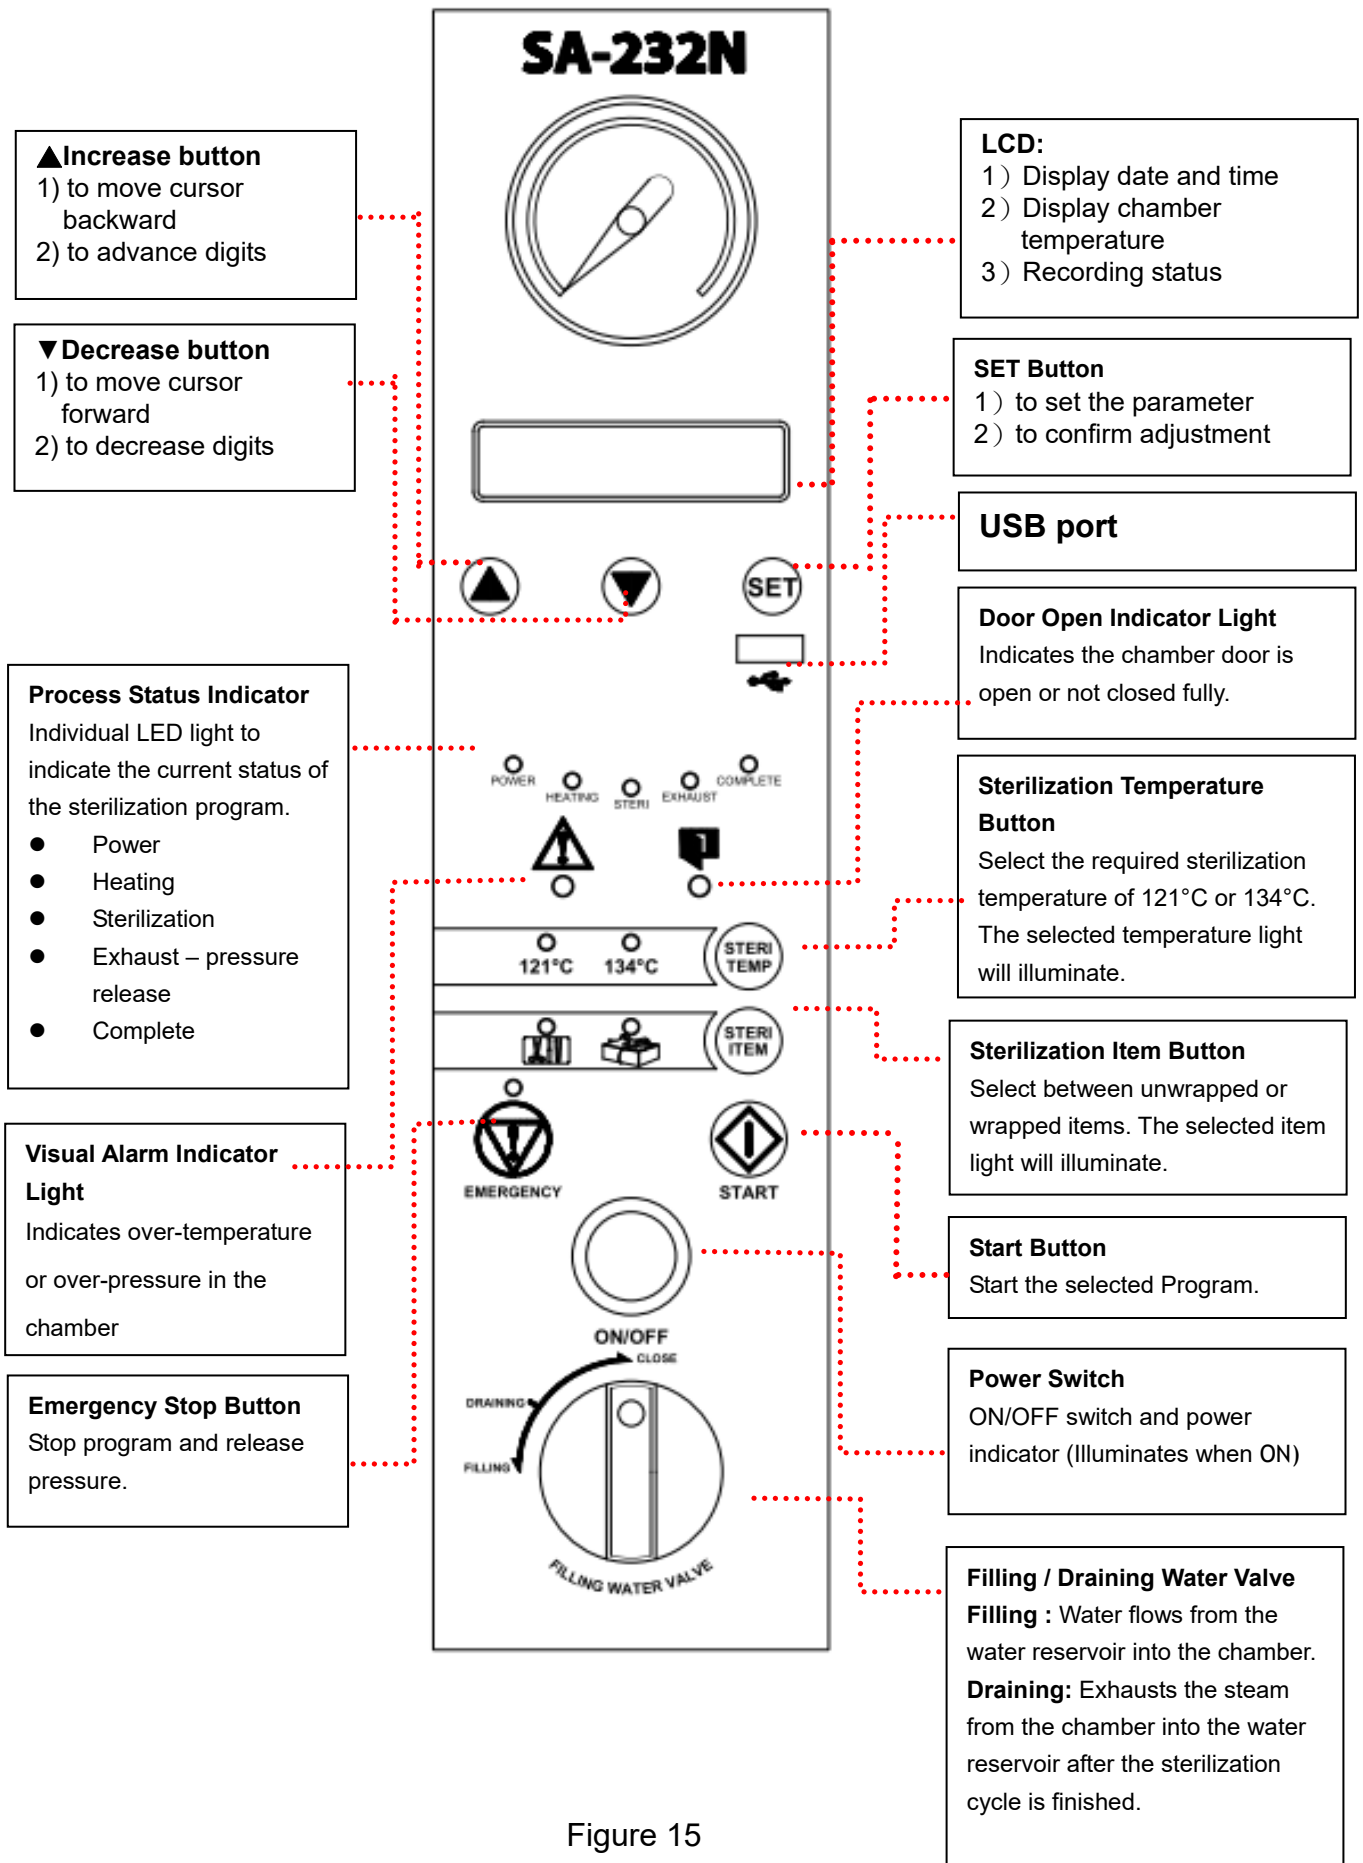 SA-232N
▲Increase button
1) to move cursor
backward
2) to advance digits
▼Decrease button
1) to move cursor
forward
2) to decrease digits
Process Status Indicator
Individual LED light to
indicate the current status of
the sterilization program.
● Power
● Heating
● Sterilization
● Exhaust – pressure
release
● Complete
Visual Alarm Indicator
Light
Indicates over-temperature
or over-pressure in the
chamber
Emergency Stop Button
Stop program and release
pressure.
SET
POWER
HEATING
STERI
EXHAUST
COMPLETE
121°C 134°C
STERI
TEMP
STERI
ITEM
EMERGENCY
START
ON/OFF
CLOSE
DRAINING
FILLING
FILLING WATER VALVE
LCD:
1）Display date and time
2）Display chamber
temperature
3）Recording status
SET Button
1）to set the parameter
2）to confirm adjustment
USB port
Door Open Indicator Light
Indicates the chamber door is
open or not closed fully.
Sterilization Temperature
Button
Select the required sterilization
temperature of 121°C or 134°C.
The selected temperature light
will illuminate.
Sterilization Item Button
Select between unwrapped or
wrapped items. The selected item
light will illuminate.
Start Button
Start the selected Program.
Power Switch
ON/OFF switch and power
indicator (Illuminates when ON)
Filling / Draining Water Valve
Filling : Water flows from the
water reservoir into the chamber.
Draining: Exhausts the steam
from the chamber into the water
reservoir after the sterilization
cycle is finished.
Figure 15